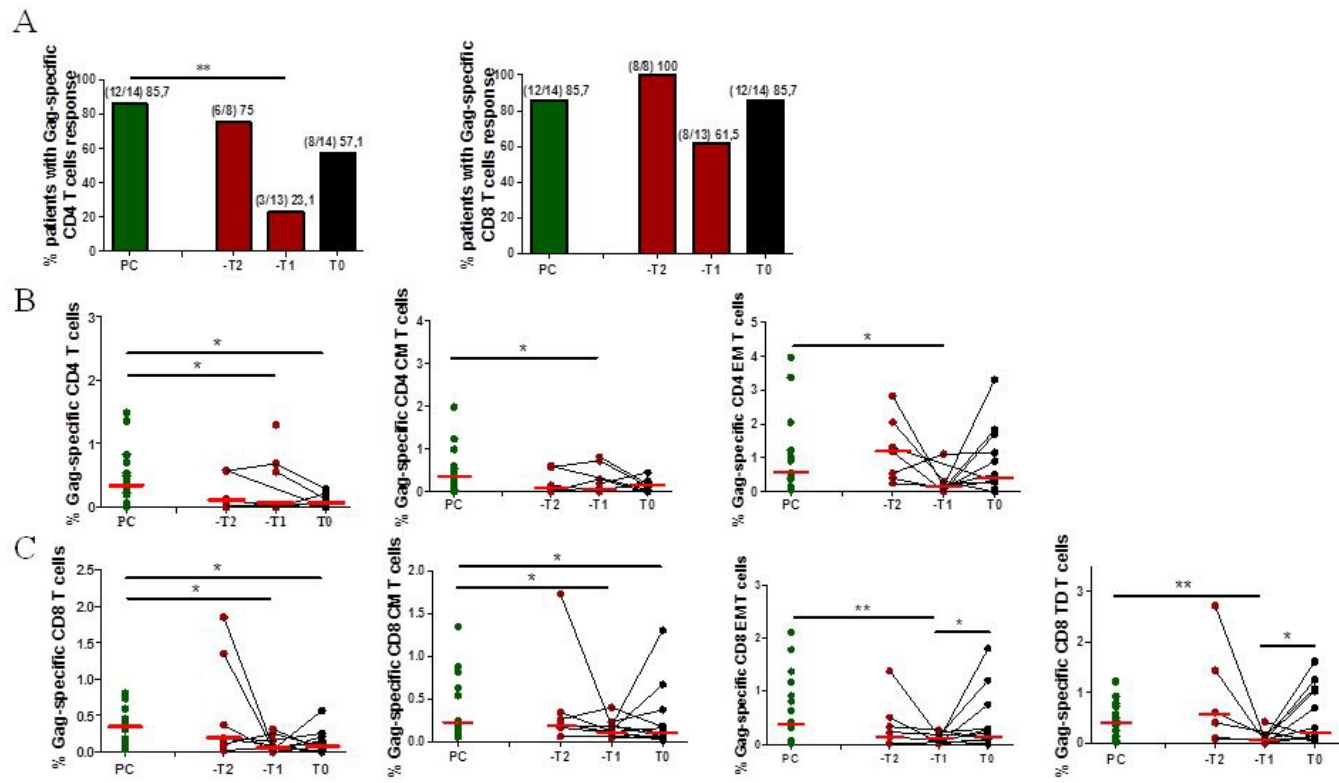 A
% patients with Gag-specific
CD4 T cells response
100
80
60
40
20
0
**
(12/14) 85,7
(6/8) 75
(3/13) 23,1
(8/14) 57,1
PC
-T2
-T1
T0
% patients with Gag-specific
CD8 T cells response
100
80
60
40
20
0
(12/14) 85,7
(8/8) 100
(8/13) 61,5
(12/14) 85,7
PC
-T2
-T1
T0
B
% Gag-specific CD4 T cells
3
2
1
0
*
*
PC
-T2
-T1
T0
% Gag-specific CD4 CM T cells
4
3
2
1
0
*
PC
-T2
-T1
T0
% Gag-specific CD4 EM T cells
5
4
3
2
1
0
*
PC
-T2
-T1
T0
C
% Gag-specific CD8 T cells
2.5
2.0
1.5
1.0
0.5
0.0
*
*
PC
-T2
-T1
T0
% Gag-specific CD8 CM T cells
2.0
1.5
1.0
0.5
0.0
*
*
PC
-T2
-T1
T0
% Gag-specific CD8 EM T cells
3
2
1
0
**
*
PC
-T2
-T1
T0
% Gag-specific CD8 TD T cells
3
2
1
0
**
*
PC
-T2
-T1
T0